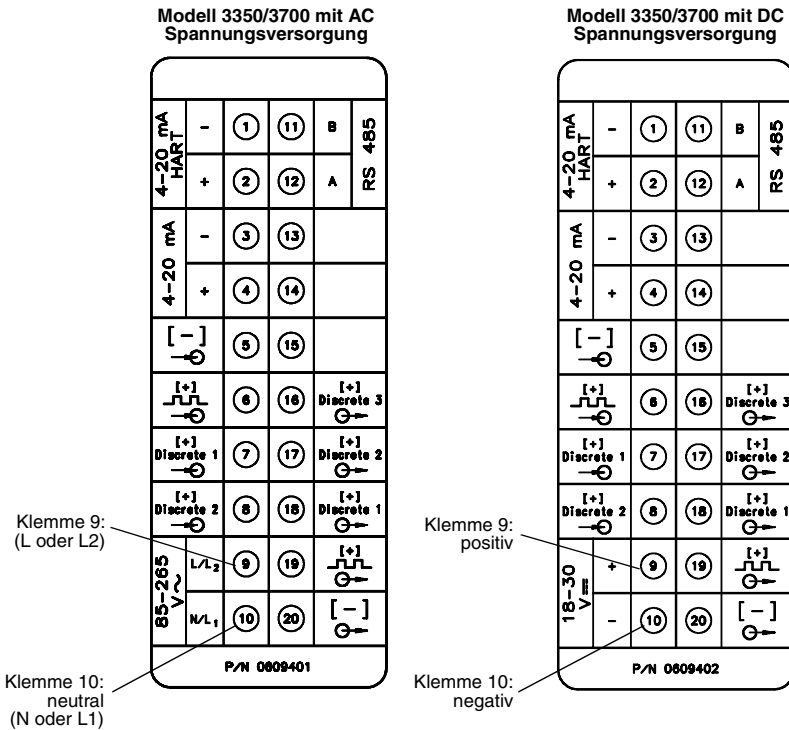 Modell 3350/3700 mit AC
Spannungsversorgung
4-20 mA
HART
- 1 11 B
+ 2 12 A
RS 485
4-20 mA
- 3 13
+ 4 14
[-] 5 15
[+] 6 16 [+]
Discrete 3
[+] 7 17 [+]
Discrete 1 Discrete 2
[+] 8 18 [+]
Discrete 2 Discrete 1
85-265
V~
L/L2 9 19 [+]
N/L1 10 20 [-]
P/N 0609401
Klemme 9:
(L oder L2)
Klemme 10:
neutral
(N oder L1)
Modell 3350/3700 mit DC
Spannungsversorgung
4-20 mA
HART
- 1 11 B
+ 2 12 A
RS 485
4-20 mA
- 3 13
+ 4 14
[-] 5 15
[+] 6 16 [+]
Discrete 3
[+] 7 17 [+]
Discrete 1 Discrete 2
[+] 8 18 [+]
Discrete 2 Discrete 1
18-30
V
+ 9 19 [+]
- 10 20 [-]
P/N 0609402
Klemme 9:
positiv
Klemme 10:
negativ